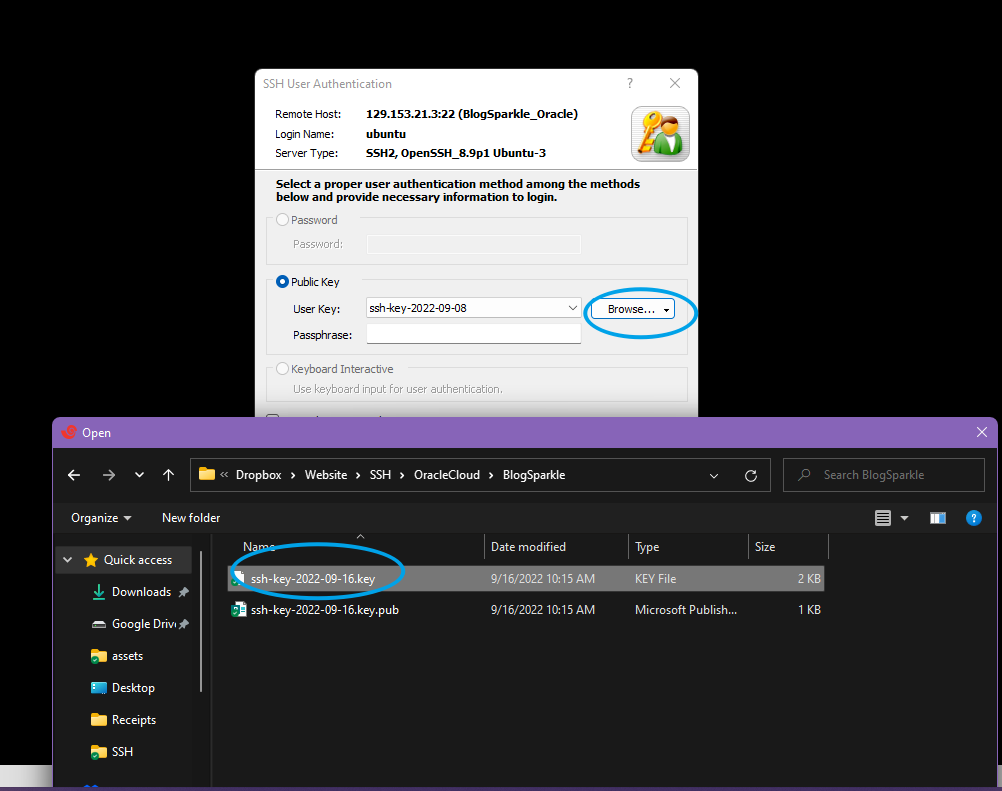 SSH User Authentication ?
Remote Host: 129.153.21.3:22 (BlogSparkle_Oracle)
Login Name: ubuntu
Server Type: SSH2, OpenSSH_8.9p1 Ubuntu-3
Select a proper user authentication method among the methods
below and provide necessary information to login.
Password
Password:
Public Key
User Key: ssh-key-2022-09-08 Browse...
Passphrase:
Keyboard Interactive
Use keyboard input for user authentication.
Open
« Dropbox › Website › SSH › OracleCloud › BlogSparkle Search BlogSparkle
Organize New folder ?
Name Date modified Type Size
Quick access
ssh-key-2022-09-16.key 9/16/2022 10:15 AM KEY File 2 KB
Downloads
ssh-key-2022-09-16.key.pub 9/16/2022 10:15 AM Microsoft Publish... 1 KB
Google Driv
assets
Desktop
Receipts
SSH